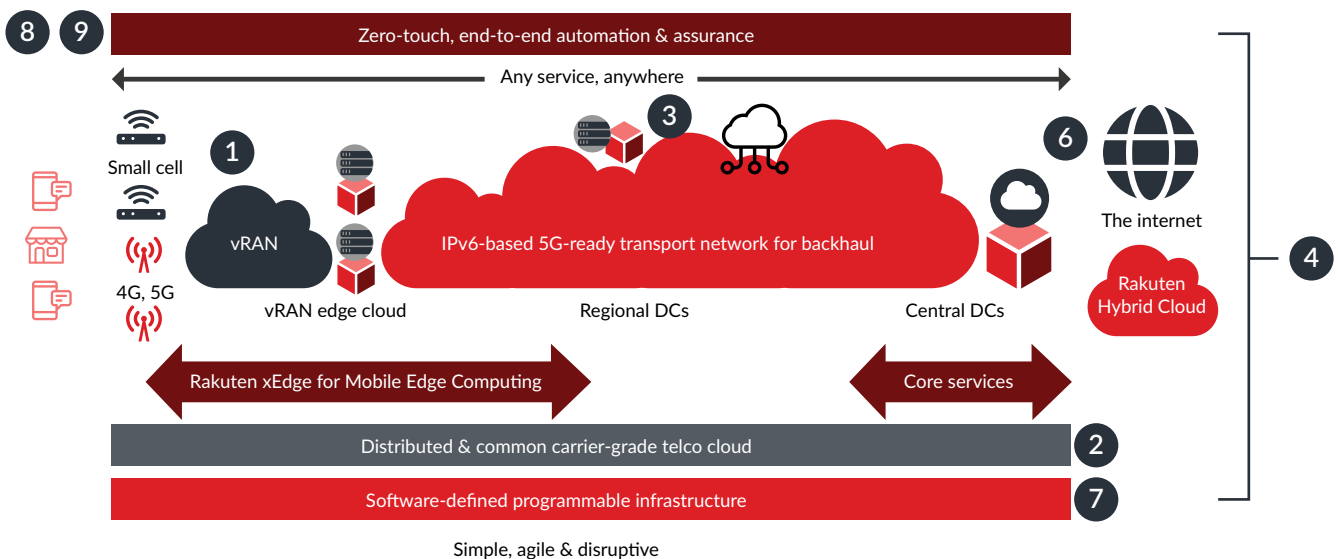 8 9
Zero-touch, end-to-end automation & assurance
Any service, anywhere
Small cell
1
3
6
The internet
vRAN
IPv6-based 5G-ready transport network for backhaul
4
4G, 5G
vRAN edge cloud
Regional DCs
Central DCs
Rakuten
Hybrid Cloud
Rakuten xEdge for Mobile Edge Computing
Core services
Distributed & common carrier-grade telco cloud
2
Software-defined programmable infrastructure
7
Simple, agile & disruptive